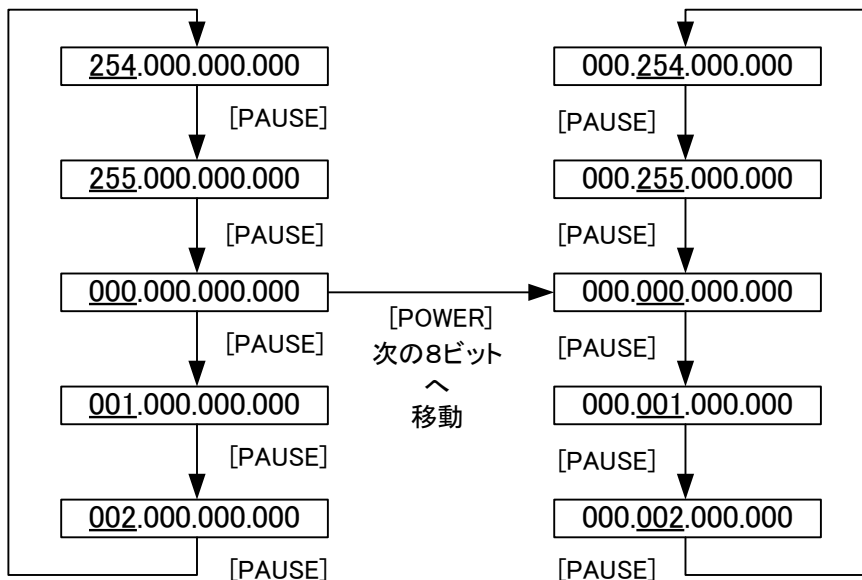 254.000.000.000
[PAUSE]
255.000.000.000
[PAUSE]
000.000.000.000
[PAUSE]
001.000.000.000
[PAUSE]
002.000.000.000
[PAUSE]
[POWER]
次の8ビット
へ
移動
000.254.000.000
[PAUSE]
000.255.000.000
[PAUSE]
000.000.000.000
[PAUSE]
000.001.000.000
[PAUSE]
000.002.000.000
[PAUSE]